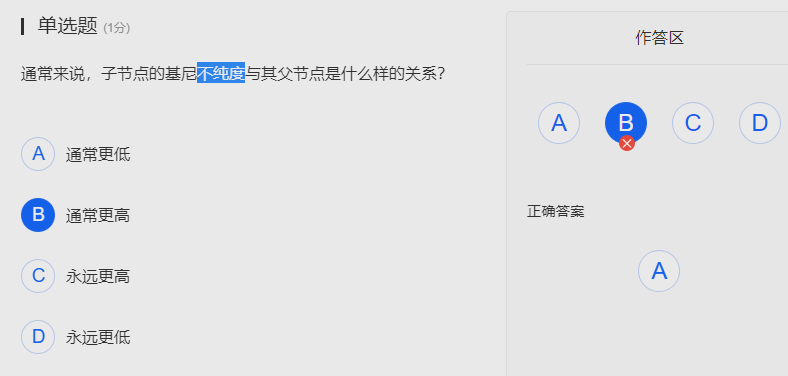 单选题 (1分)
通常来说，子节点的基尼不纯度与其父节点是什么样的关系？
A 通常更低
B 通常更高
C 永远更高
D 永远更低
作答区
A B C D
正确答案
A